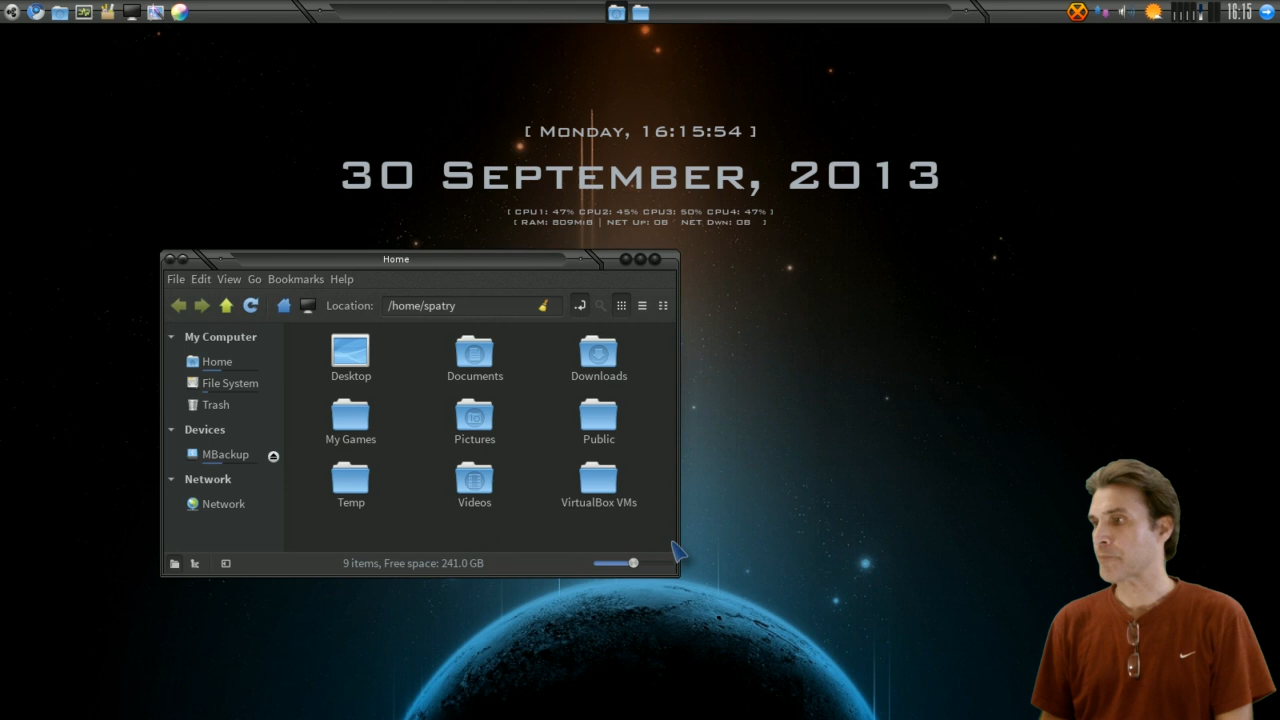 16:15
[ Monday, 16:15:54 ]
30 September, 2013
[ CPU1: 47% CPU2: 45% CPU3: 50% CPU4: 47% ]
[ RAM: 809MiB | NET Up: 0B NET Dwn: 0B ]
Home
File Edit View Go Bookmarks Help
Location: /home/spatry
My Computer
Home
File System
Trash
Devices
MBackup
Network
Network
Desktop
Documents
Downloads
My Games
Pictures
Public
Temp
Videos
VirtualBox VMs
9 items, Free space: 241.0 GB